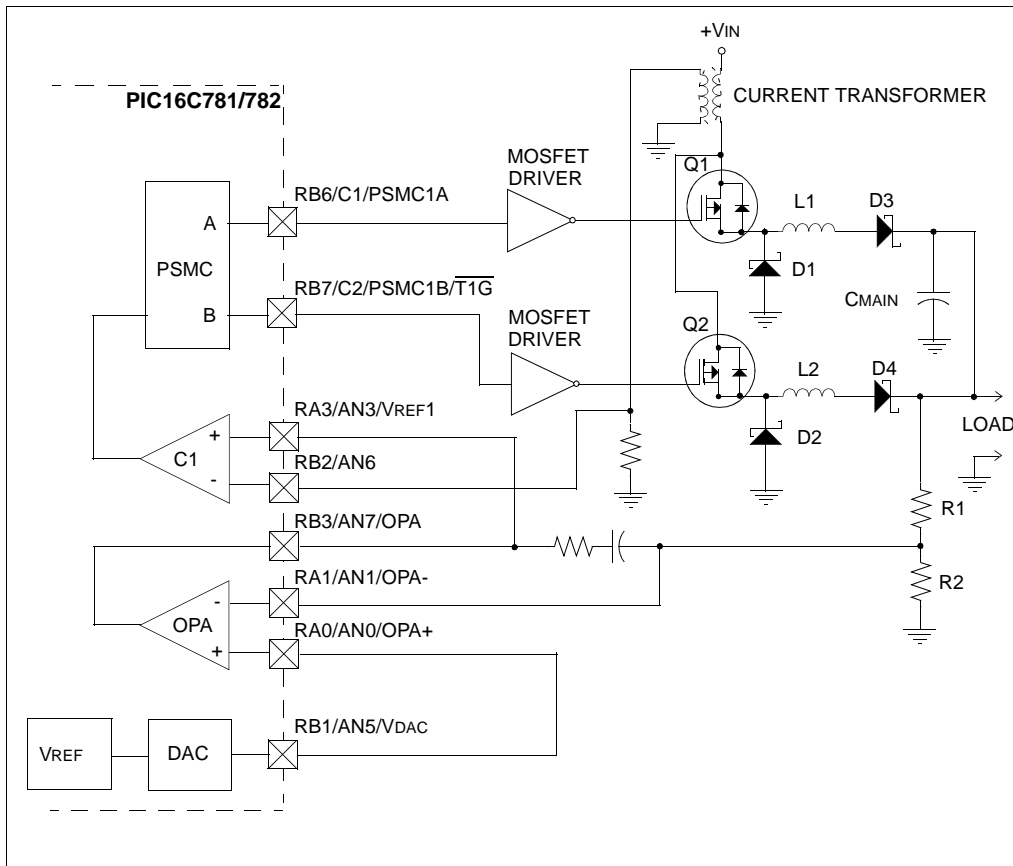 +VIN
PIC16C781/782
CURRENT TRANSFORMER
MOSFET
DRIVER
Q1
RB6/C1/PSMC1A
L1
D3
A
PSMC
D1
B
RB7/C2/PSMC1B/T1G
CMAIN
MOSFET
DRIVER
Q2
L2
D4
RA3/AN3/VREF1
LOAD
+
C1
D2
RB2/AN6
-
R1
RB3/AN7/OPA
RA1/AN1/OPA-
R2
-
OPA
RA0/AN0/OPA+
+
RB1/AN5/VDAC
VREF
DAC